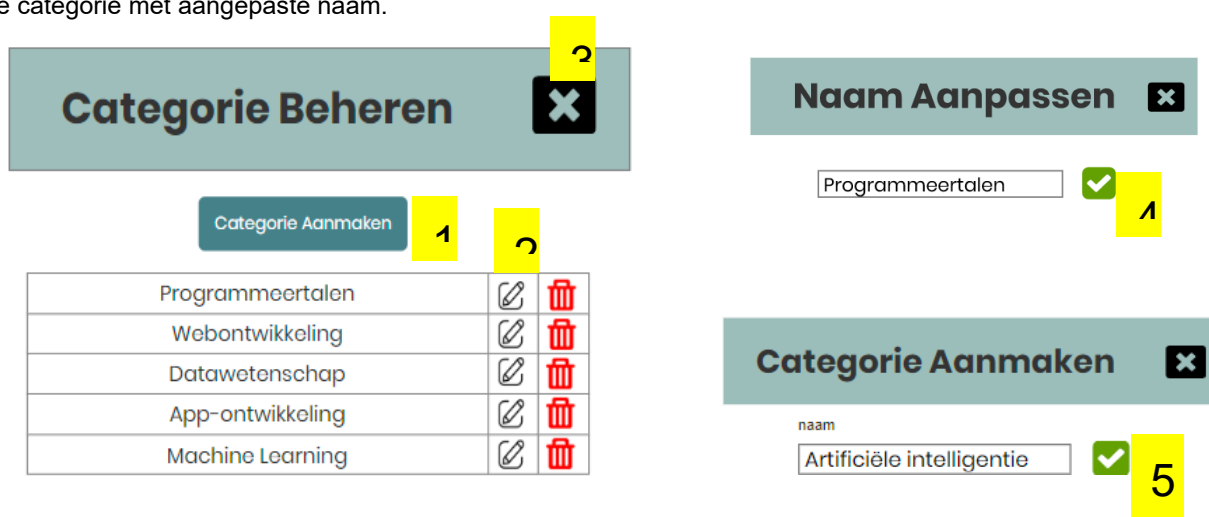 e categorie met aangepaste naam.
3
Categorie Beheren
Categorie Aanmaken
1
2
Programmeertalen
Webontwikkeling
Datawetenschap
App-ontwikkeling
Machine Learning
Naam Aanpassen
Programmeertalen
4
Categorie Aanmaken
naam
Artificiële intelligentie
5